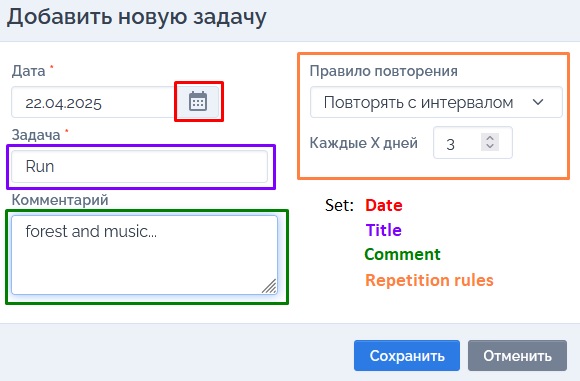 Добавить новую задачу
Дата *
22.04.2025
Задача *
Run
Комментарий
forest and music...
Правило повторения
Повторять с интервалом
Каждые X дней 3
Set: Date
Title
Comment
Repetition rules
Сохранить Отменить